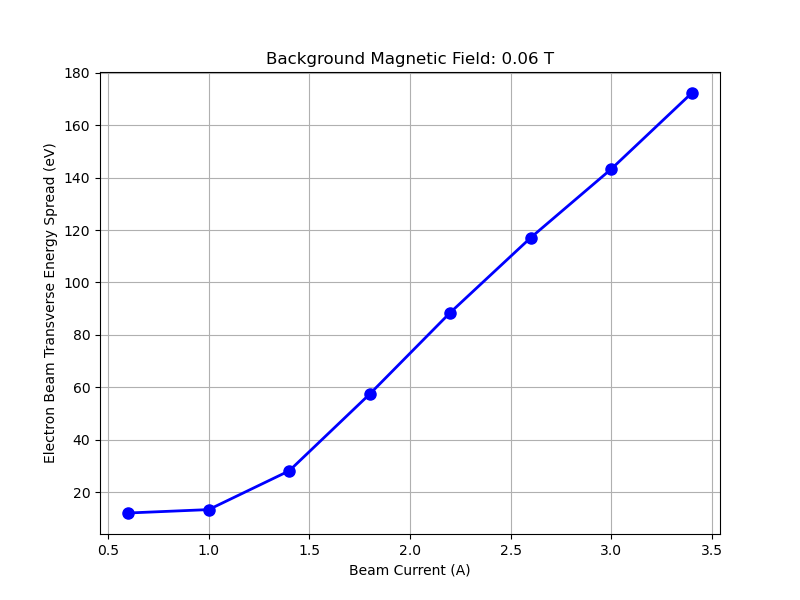 Background Magnetic Field: 0.06 T
Electron Beam Transverse Energy Spread (eV)
180
160
140
120
100
80
60
40
20
0.5 1.0 1.5 2.0 2.5 3.0 3.5
Beam Current (A)